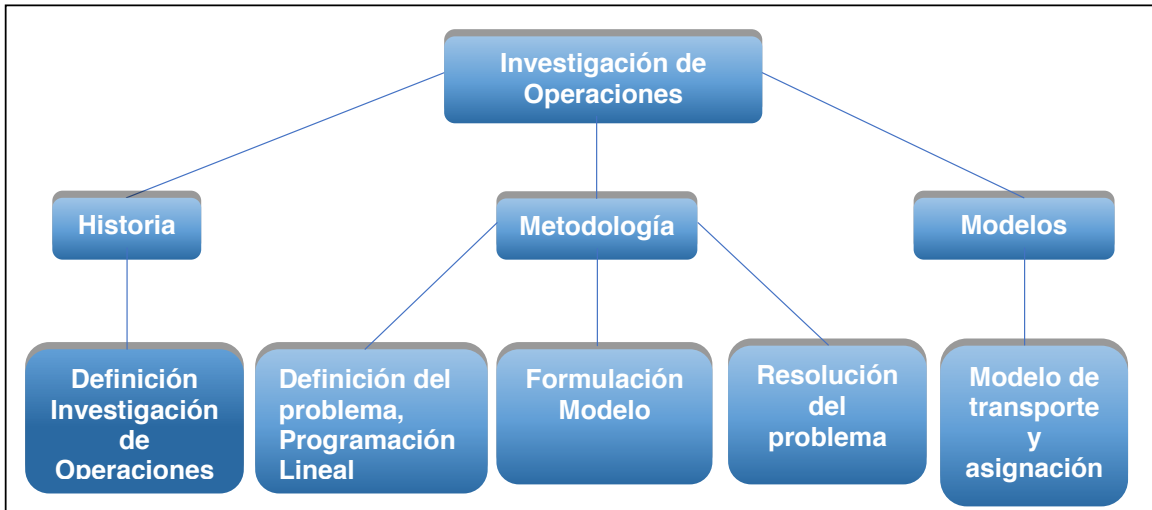 Investigación de
Operaciones
Historia
Metodología
Modelos
Definición
Investigación
de
Operaciones
Definición del
problema,
Programación
Lineal
Formulación
Modelo
Resolución
del
problema
Modelo de
transporte
y
asignación